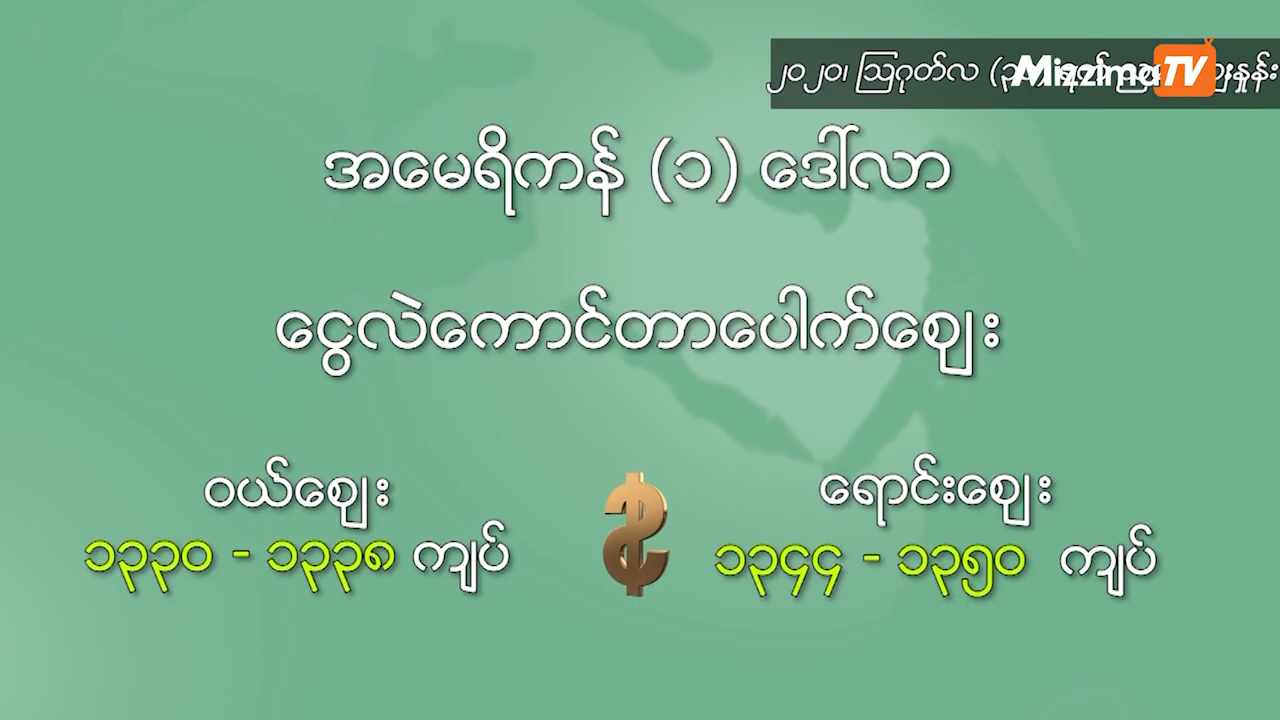 ၂၀၂၀၊ ဩဂုတ်လ
Mizzima TV
အမေရိကန် (၁) ဒေါ်လာ
ငွေလဲကောင်တာပေါက်ဈေး
ဝယ်ဈေး
၁၃၃၀ - ၁၃၃၈ ကျပ်
ရောင်းဈေး
၁၃၄၄ - ၁၃၅၀ ကျပ်